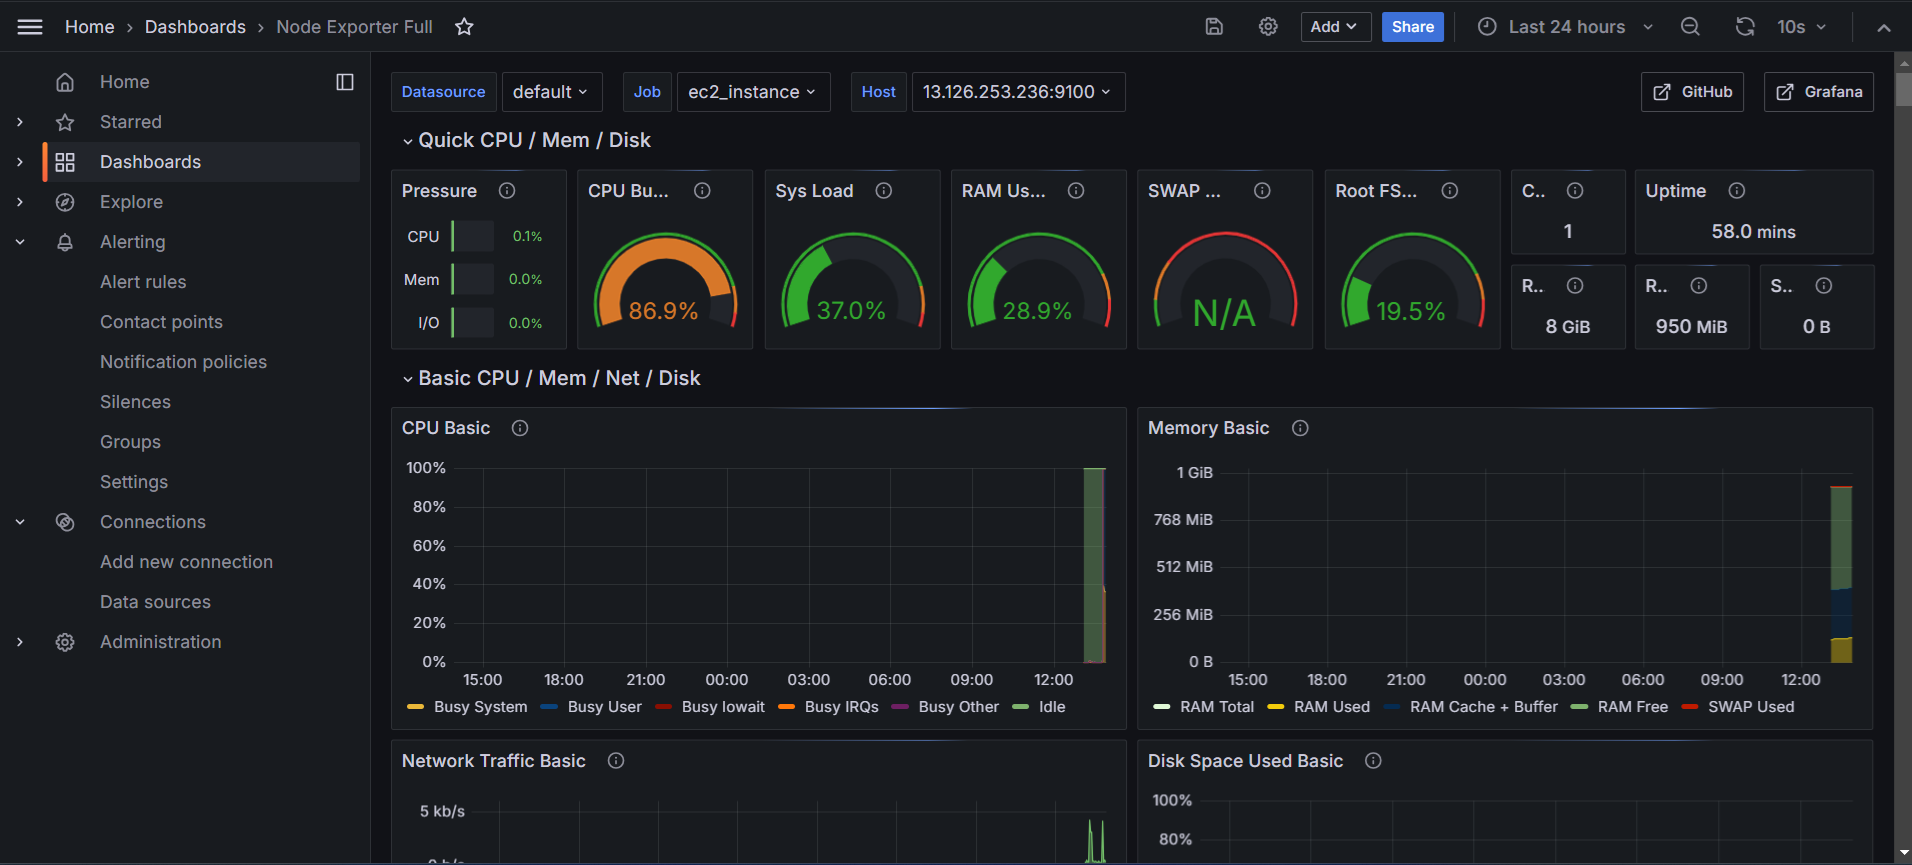 Home › Dashboards › Node Exporter Full
Add
Share
Last 24 hours
10s
Home
Starred
Dashboards
Explore
Alerting
Alert rules
Contact points
Notification policies
Silences
Groups
Settings
Connections
Add new connection
Data sources
Administration
Datasource default Job ec2_instance Host 13.126.253.236:9100
GitHub
Grafana
Quick CPU / Mem / Disk
Pressure
CPU 0.1%
Mem 0.0%
I/O 0.0%
CPU Bu...
86.9%
Sys Load
37.0%
RAM Us...
28.9%
SWAP ...
N/A
Root FS...
19.5%
C..
1
Uptime
58.0 mins
R..
8 GiB
R..
950 MiB
S..
0 B
Basic CPU / Mem / Net / Disk
CPU Basic
100%
80%
60%
40%
20%
0%
15:00 18:00 21:00 00:00 03:00 06:00 09:00 12:00
Busy System Busy User Busy Iowait Busy IRQs Busy Other Idle
Memory Basic
1 GiB
768 MiB
512 MiB
256 MiB
0 B
15:00 18:00 21:00 00:00 03:00 06:00 09:00 12:00
RAM Total RAM Used RAM Cache + Buffer RAM Free SWAP Used
Network Traffic Basic
5 kb/s
Disk Space Used Basic
100%
80%